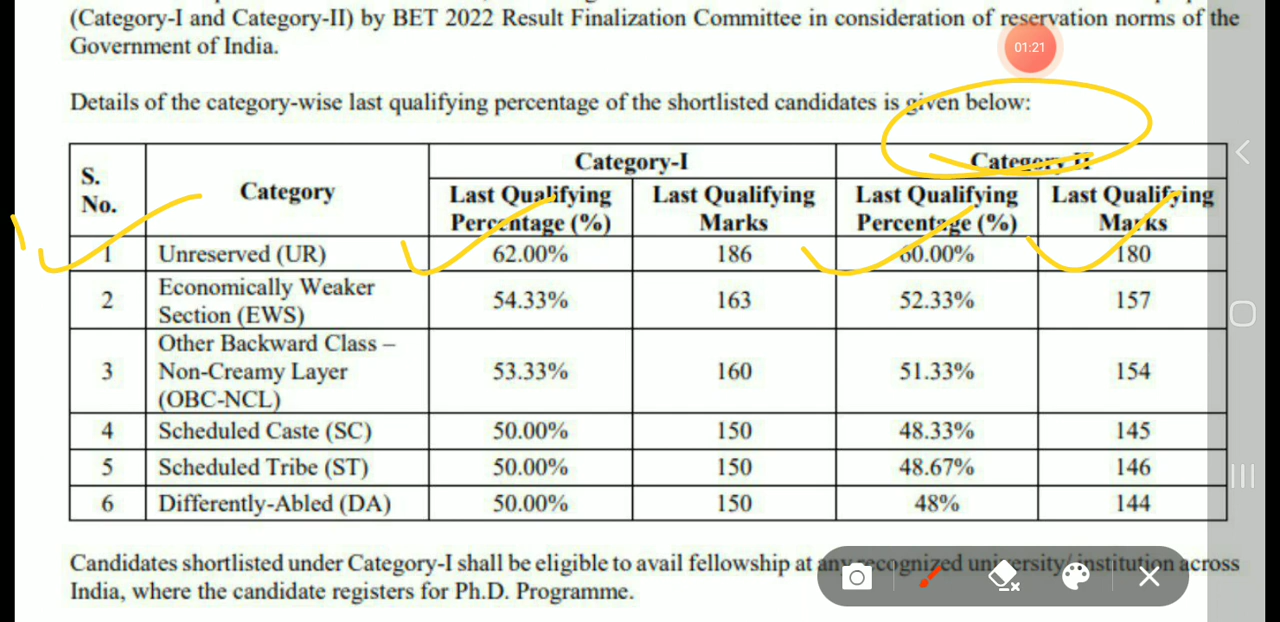 (Category-I and Category-II) by BET 2022 Result Finalization Committee in consideration of reservation norms of the
Government of India.
01:21
Details of the category-wise last qualifying percentage of the shortlisted candidates is given below:
S. No. Category Category-I Category-II
Last Qualifying Percentage (%) Last Qualifying Marks Last Qualifying Percentage (%) Last Qualifying Marks
1 Unreserved (UR) 62.00% 186 60.00% 180
2 Economically Weaker Section (EWS) 54.33% 163 52.33% 157
3 Other Backward Class – Non-Creamy Layer (OBC-NCL) 53.33% 160 51.33% 154
4 Scheduled Caste (SC) 50.00% 150 48.33% 145
5 Scheduled Tribe (ST) 50.00% 150 48.67% 146
6 Differently-Abled (DA) 50.00% 150 48% 144
Candidates shortlisted under Category-I shall be eligible to avail fellowship at any recognized university/institution across
India, where the candidate registers for Ph.D. Programme.